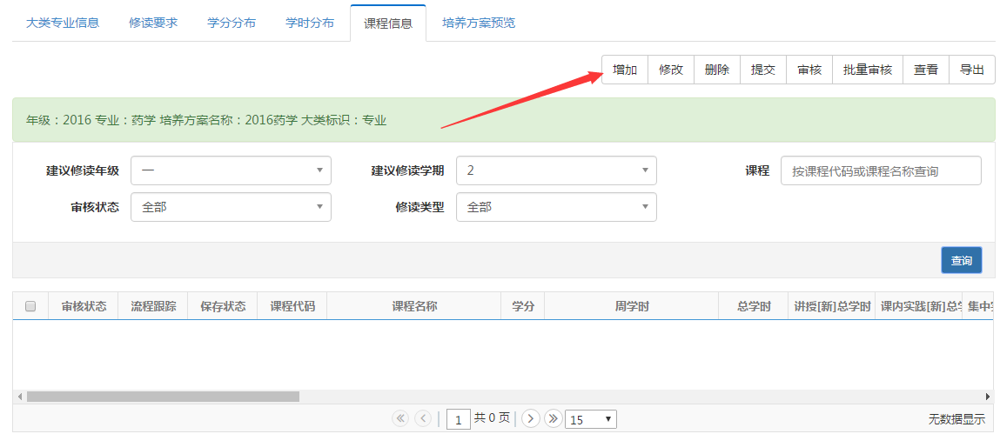 大类专业信息 修读要求 学分分布 学时分布 课程信息 培养方案预览
增加 修改 删除 提交 审核 批量审核 查看 导出
年级：2016 专业：药学 培养方案名称：2016药学 大类标识：专业
建议修读年级 一 建议修读学期 2 课程 按课程代码或课程名称查询
审核状态 全部 修读类型 全部
查询
审核状态 流程跟踪 保存状态 课程代码 课程名称 学分 周学时 总学时 讲授[新]总学时 课内实践[新]总 集中
1 共 0 页 15 无数据显示